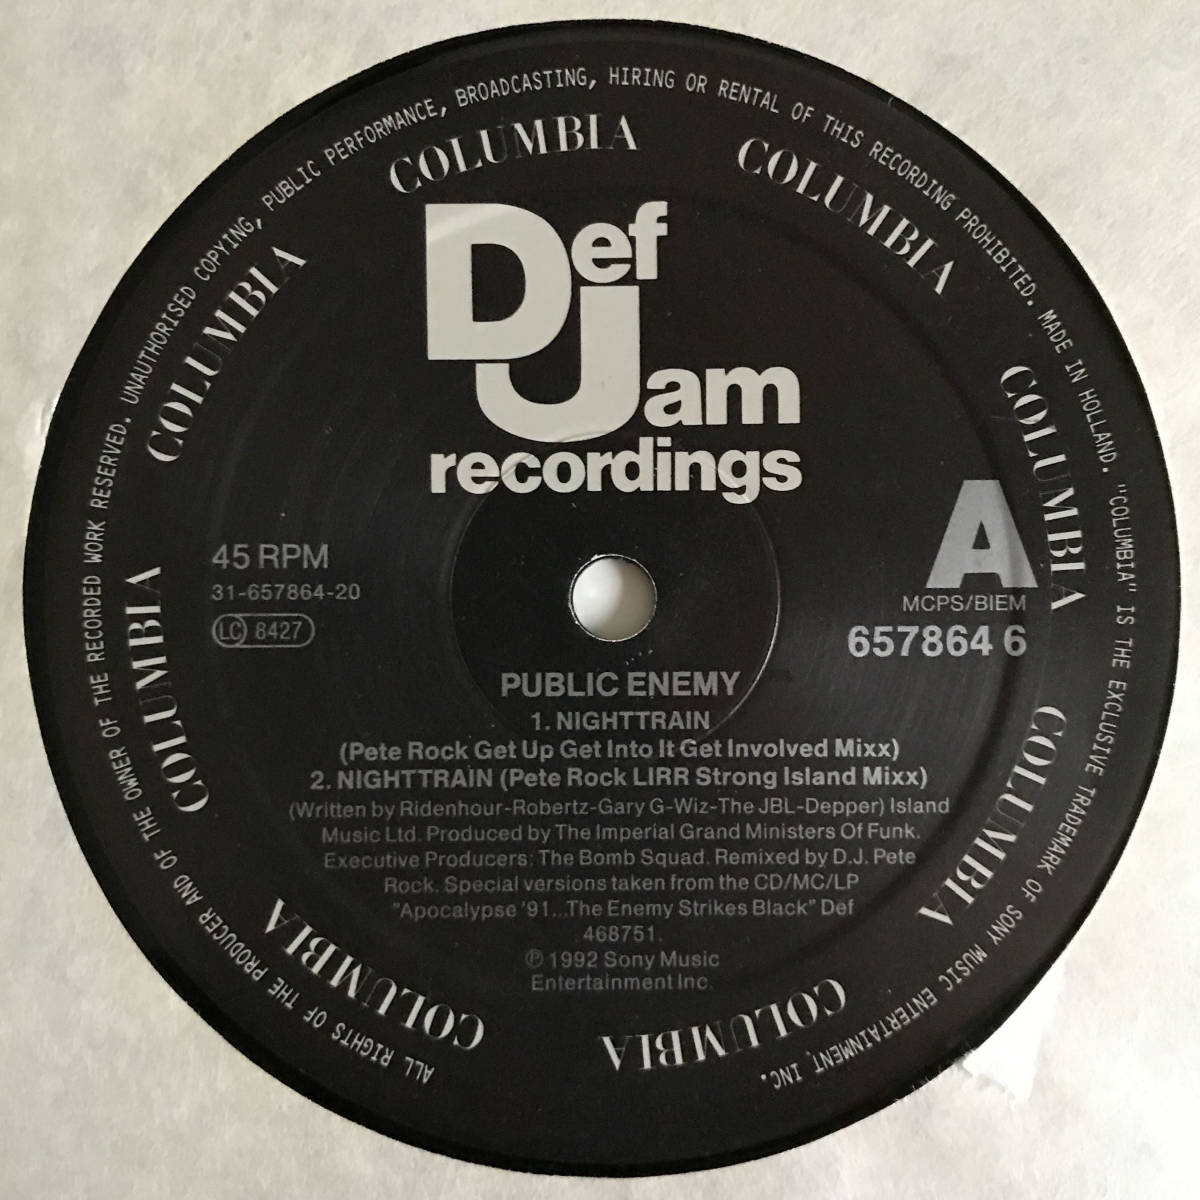 ALL RIGHTS OF THE PRODUCER AND OF THE OWNER OF THE RECORDED WORK RESERVED. UNAUTHORISED COPYING, PUBLIC PERFORMANCE, BROADCASTING, HIRING OR RENTAL OF THIS RECORDING PROHIBITED. MADE IN HOLLAND. "COLUMBIA" IS THE EXCLUSIVE TRADEMARK OF SONY MUSIC ENTERTAINMENT, INC.
COLUMBIA
COLUMBIA
COLUMBIA
COLUMBIA
COLUMBIA
COLUMBIA
COLUMBIA
COLUMBIA
COLUMBIA
Def
Jam
recordings
A
45 RPM
31-657864-20
LC 8427
MCPS/BIEM
657864 6
PUBLIC ENEMY
1. NIGHTTRAIN
(Pete Rock Get Up Get Into It Get Involved Mixx)
2. NIGHTTRAIN (Pete Rock LIRR Strong Island Mixx)
(Written by Ridenhour-Robertz-Gary G-Wiz-The JBL-Depper) Island
Music Ltd. Produced by The Imperial Grand Ministers Of Funk.
Executive Producers: The Bomb Squad. Remixed by D.J. Pete
Rock. Special versions taken from the CD/MC/LP
"Apocalypse '91...The Enemy Strikes Black" Def
468751.
℗ 1992 Sony Music
Entertainment Inc.